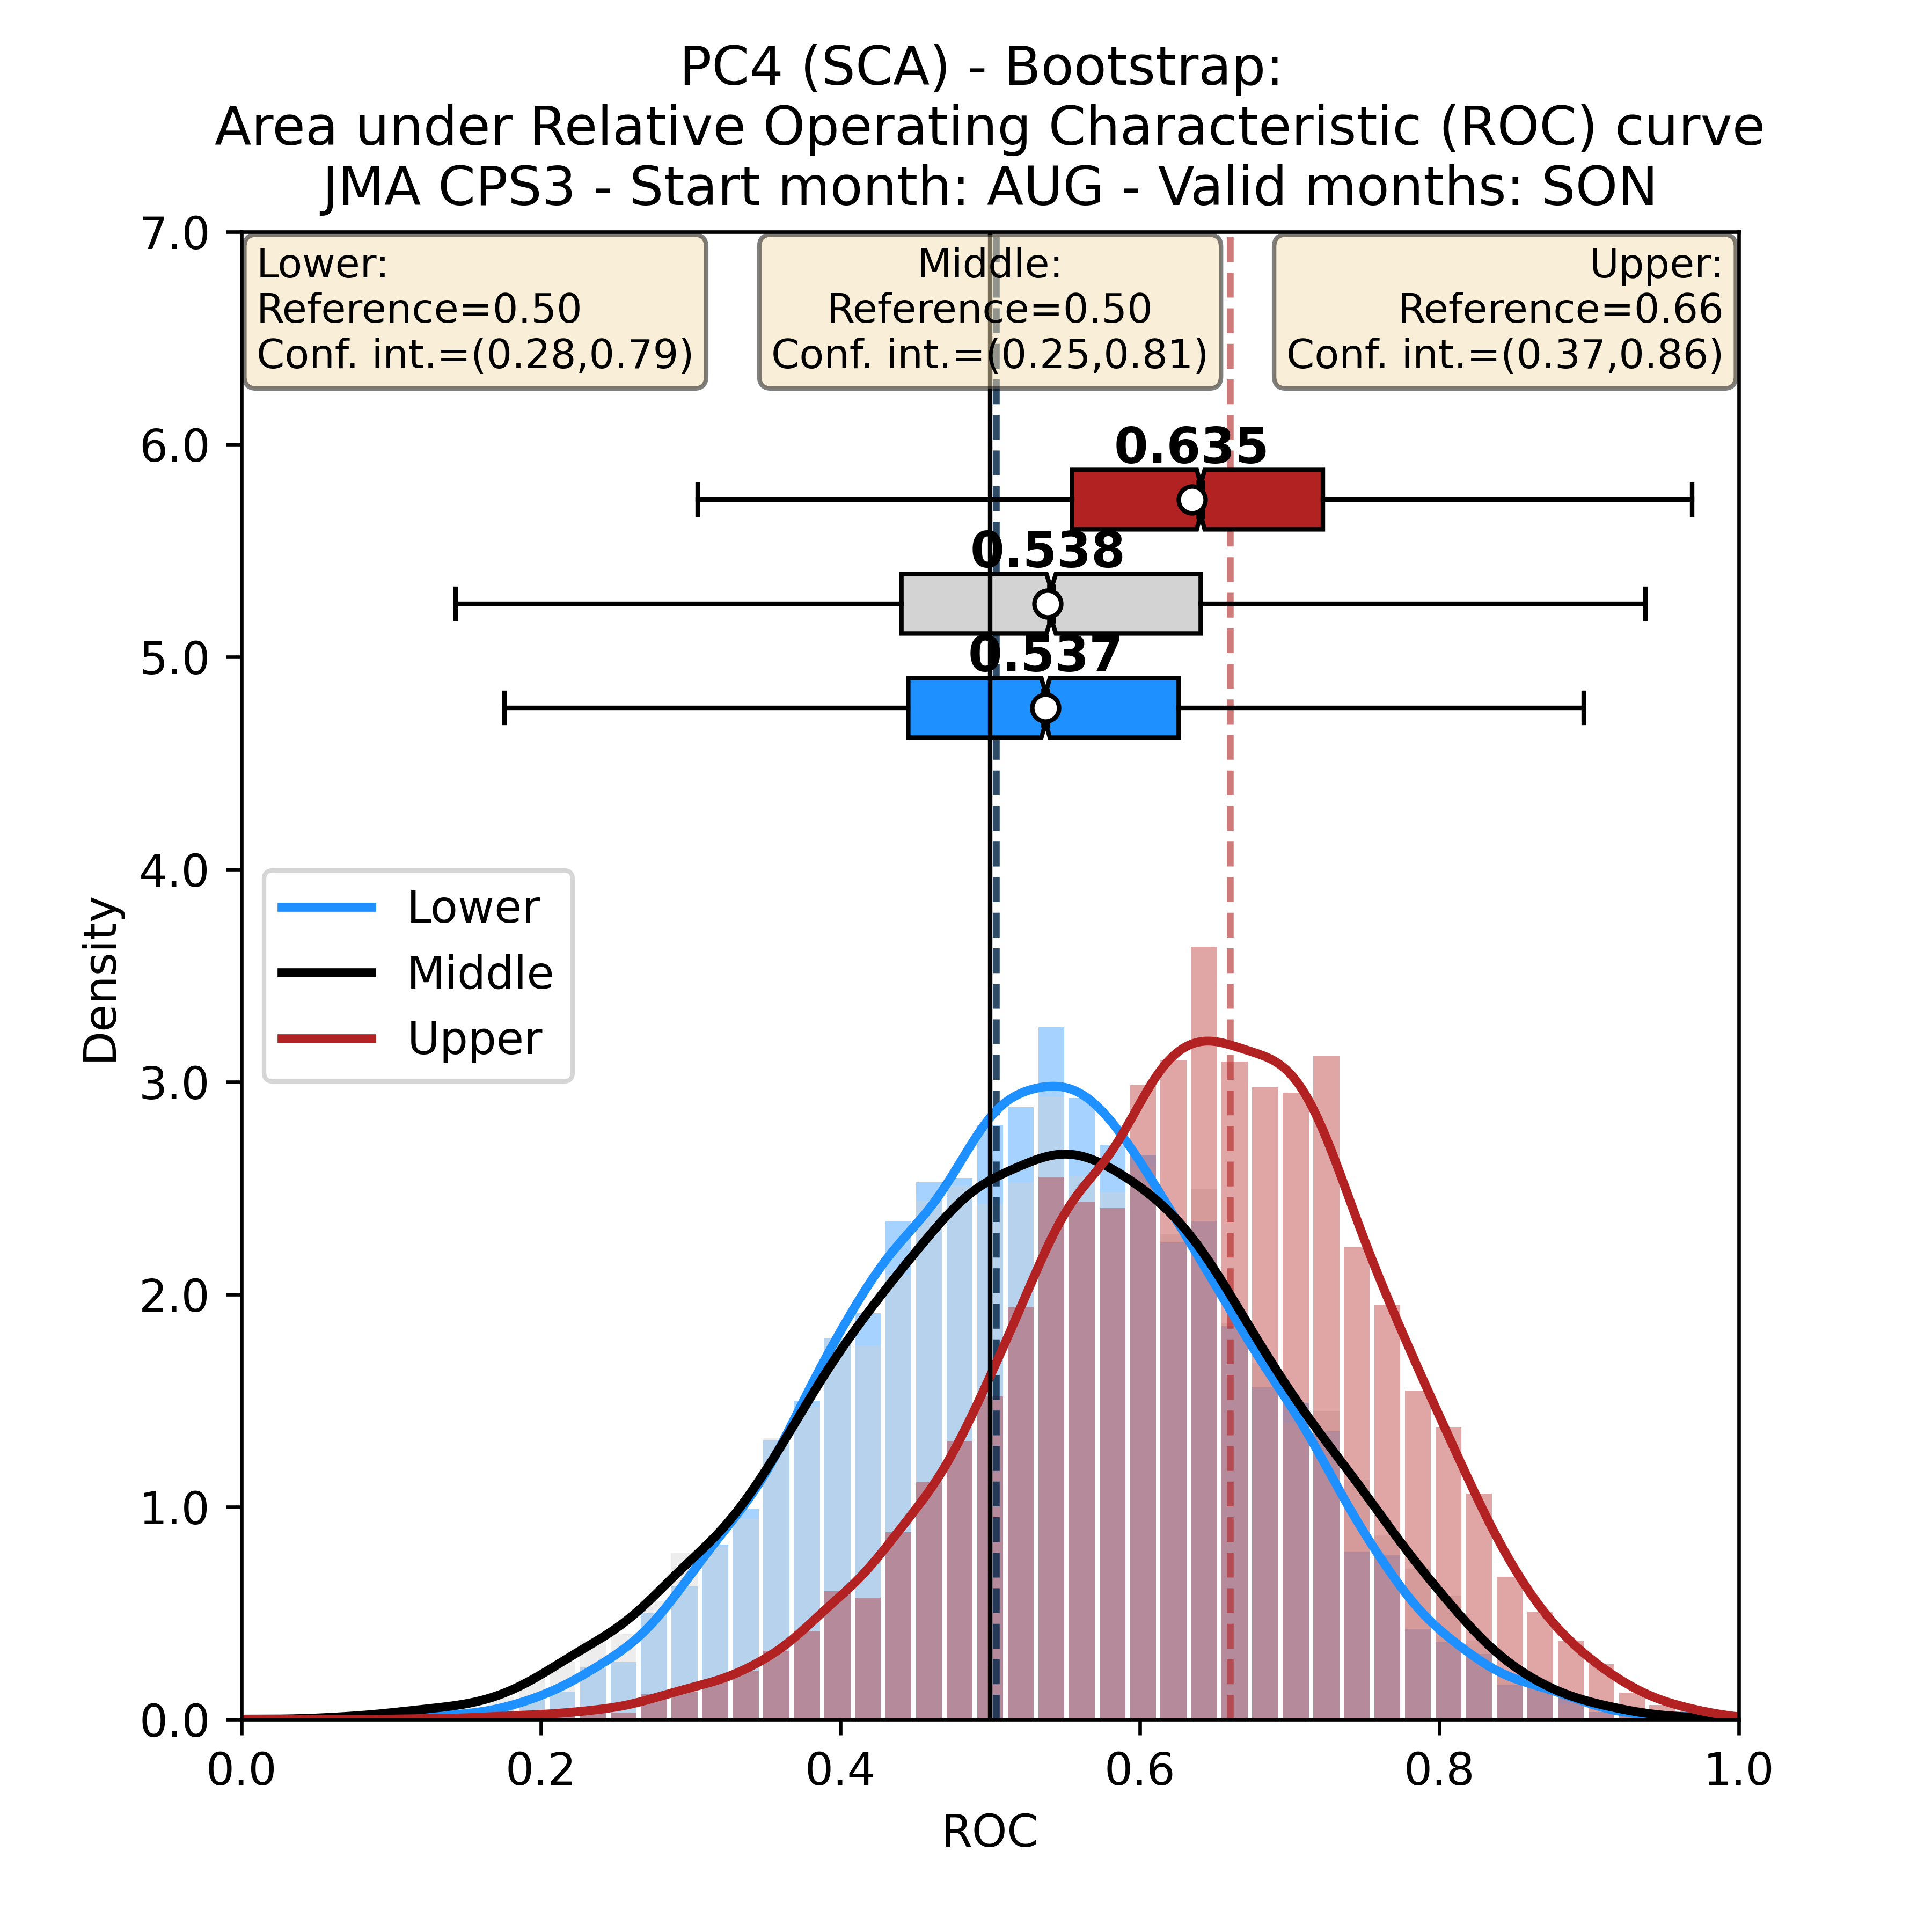 PC4 (SCA) - Bootstrap:
Area under Relative Operating Characteristic (ROC) curve
JMA CPS3 - Start month: AUG - Valid months: SON
7.0
Lower:
Reference=0.50
Conf. int.=(0.28,0.79)
Middle:
Reference=0.50
Conf. int.=(0.25,0.81)
Upper:
Reference=0.66
Conf. int.=(0.37,0.86)
6.0
0.635
0.538
5.0
0.537
4.0
Lower
Middle
Upper
Density
3.0
2.0
1.0
0.0
0.0
0.2
0.4
0.6
0.8
1.0
ROC